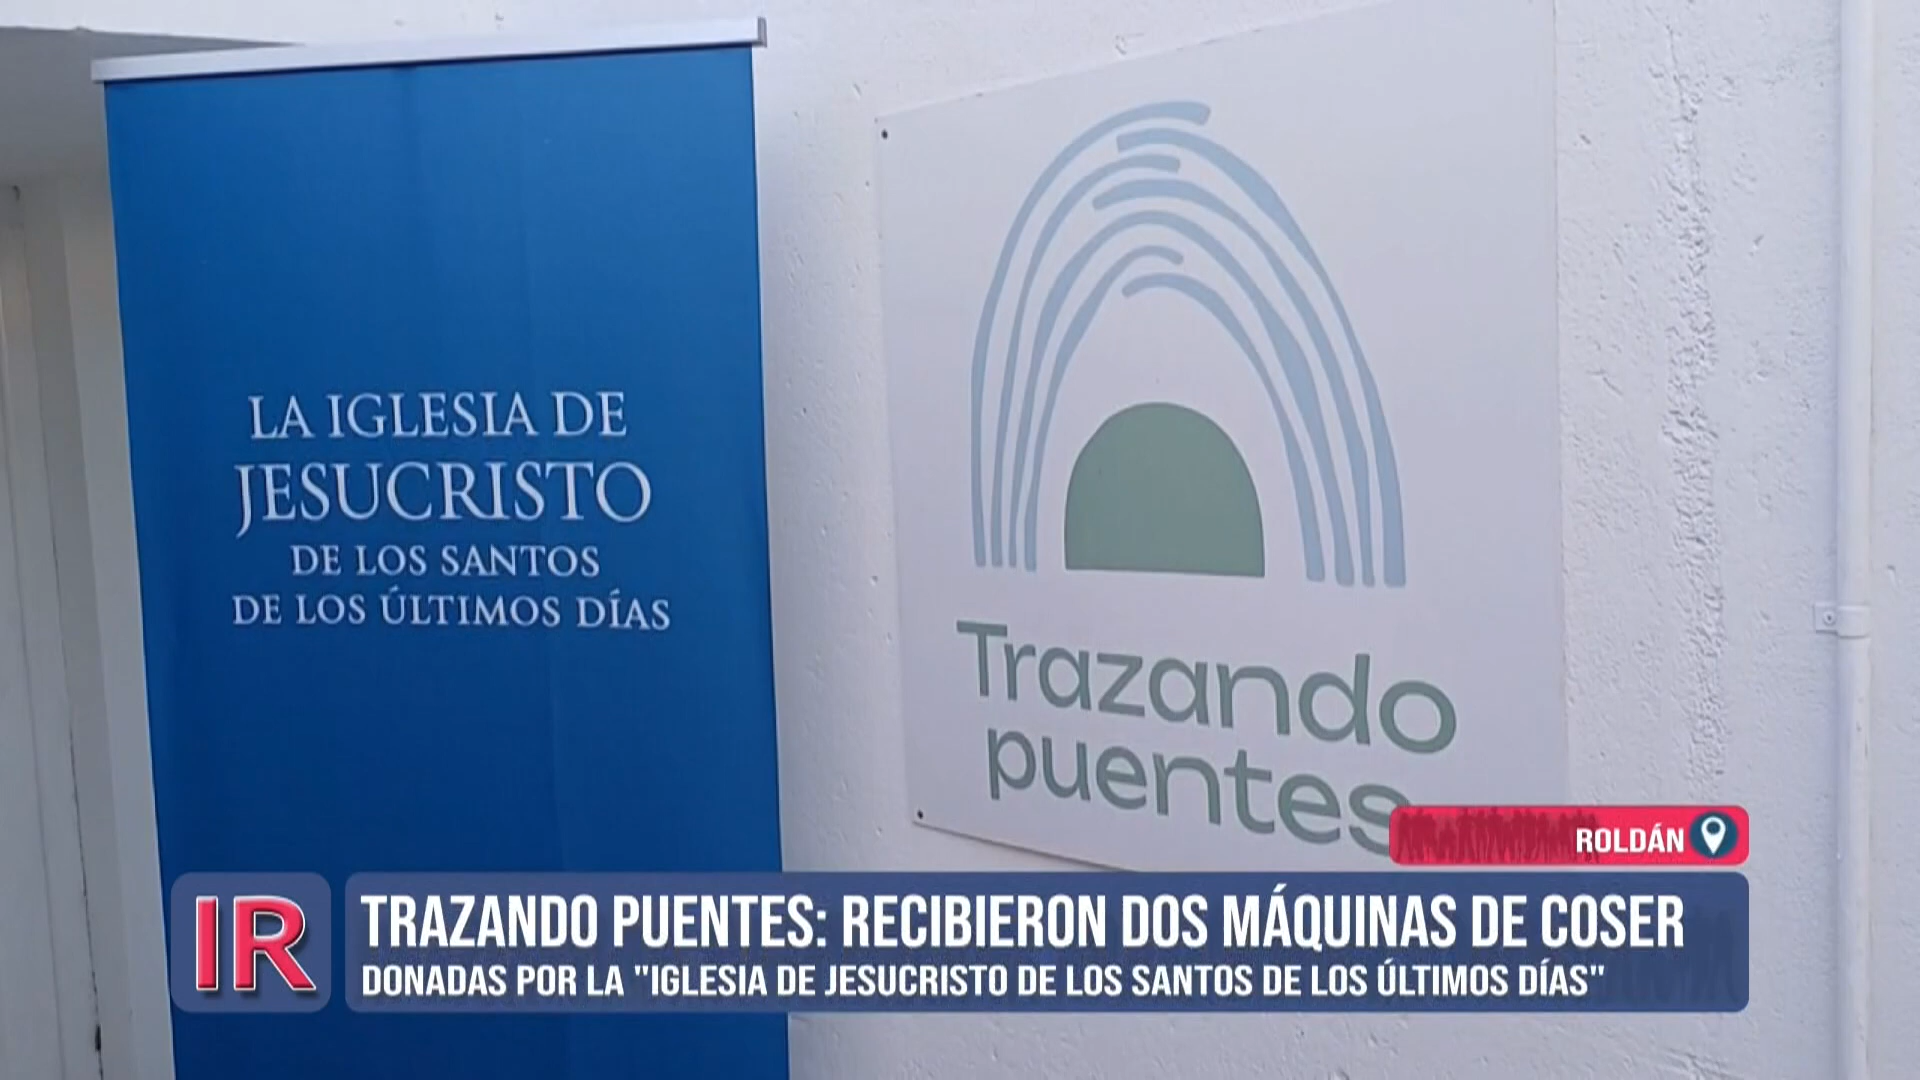 LA IGLESIA DE
JESUCRISTO
DE LOS SANTOS
DE LOS ÚLTIMOS DÍAS
Trazando
puentes
ROLDÁN
IR
TRAZANDO PUENTES: RECIBIERON DOS MÁQUINAS DE COSER
DONADAS POR LA "IGLESIA DE JESUCRISTO DE LOS SANTOS DE LOS ÚLTIMOS DÍAS"